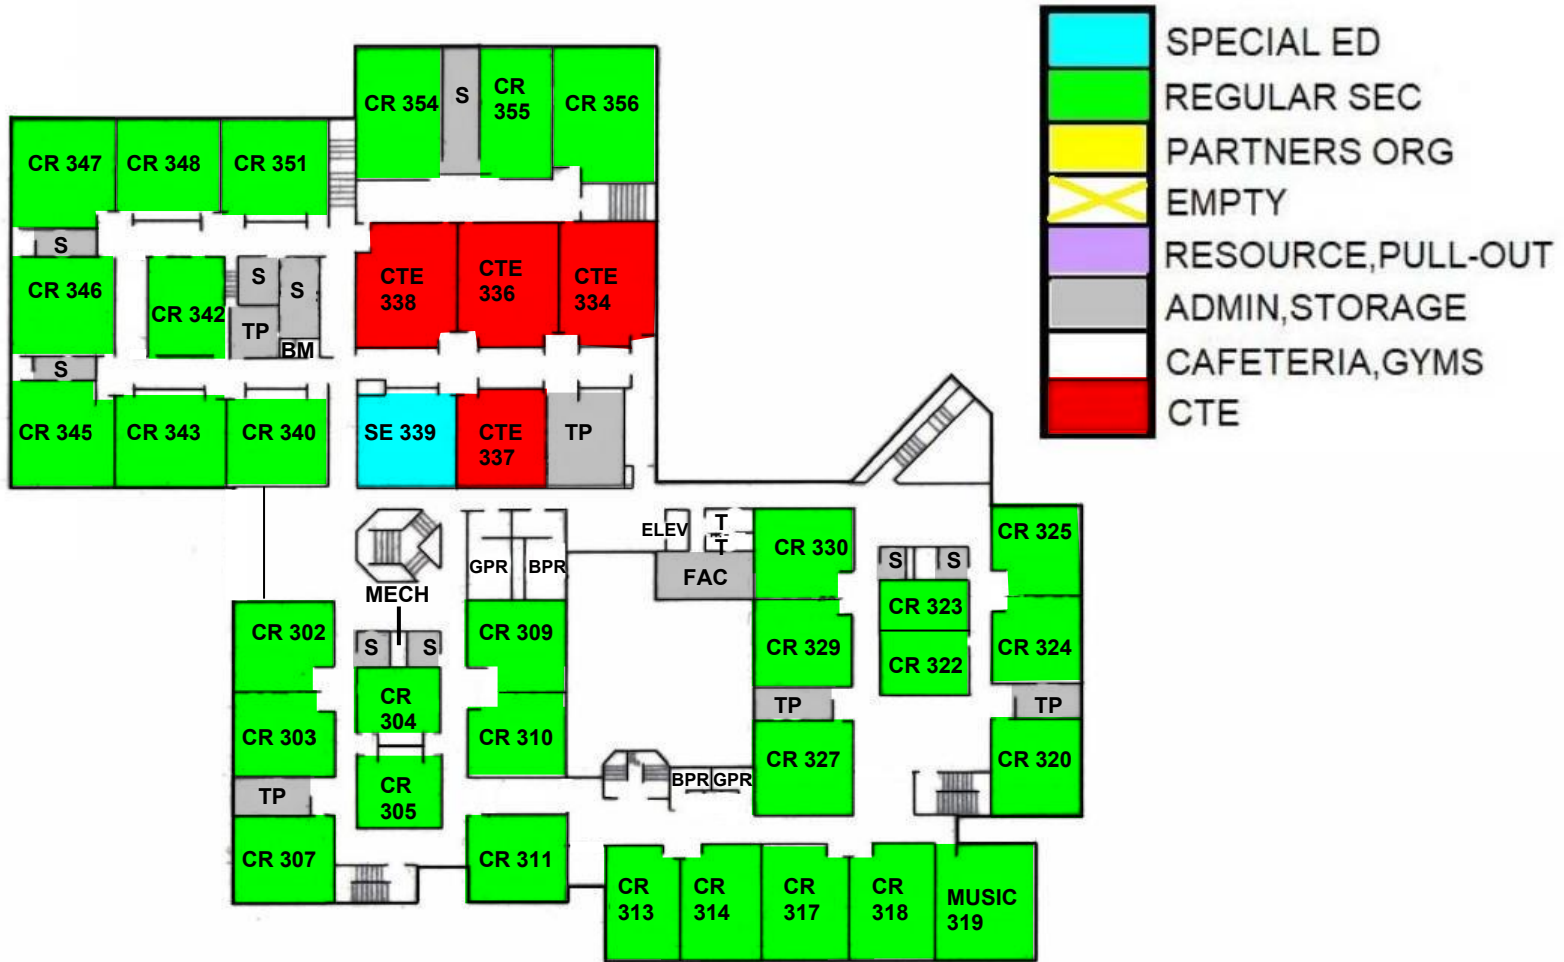 SPECIAL ED
REGULAR SEC
PARTNERS ORG
EMPTY
RESOURCE,PULL-OUT
ADMIN,STORAGE
CAFETERIA,GYMS
CTE
CR 354
S
CR
355
CR 356
CR 347
CR 348
CR 351
S
CR 346
CR 342
S
S
TP
BM
CTE
338
CTE
336
CTE
334
S
CR 345
CR 343
CR 340
SE 339
CTE
337
TP
GPR
BPR
ELEV
T
T
FAC
CR 330
S
S
CR 325
MECH
CR 323
CR 302
S
S
CR 309
CR 329
CR 322
CR 324
CR
304
TP
TP
CR 303
CR 310
CR 327
CR 320
BPR
GPR
TP
CR
305
CR 307
CR 311
CR
313
CR
314
CR
317
CR
318
MUSIC
319